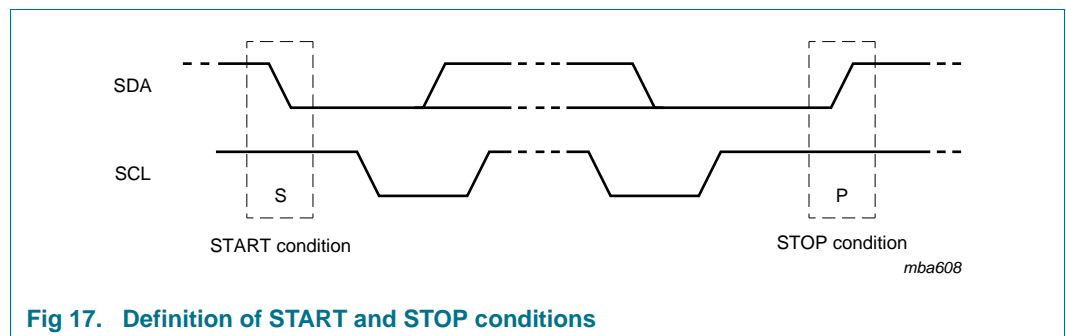 SDA
SCL
S
P
START condition
STOP condition
mba608
Fig 17. Definition of START and STOP conditions